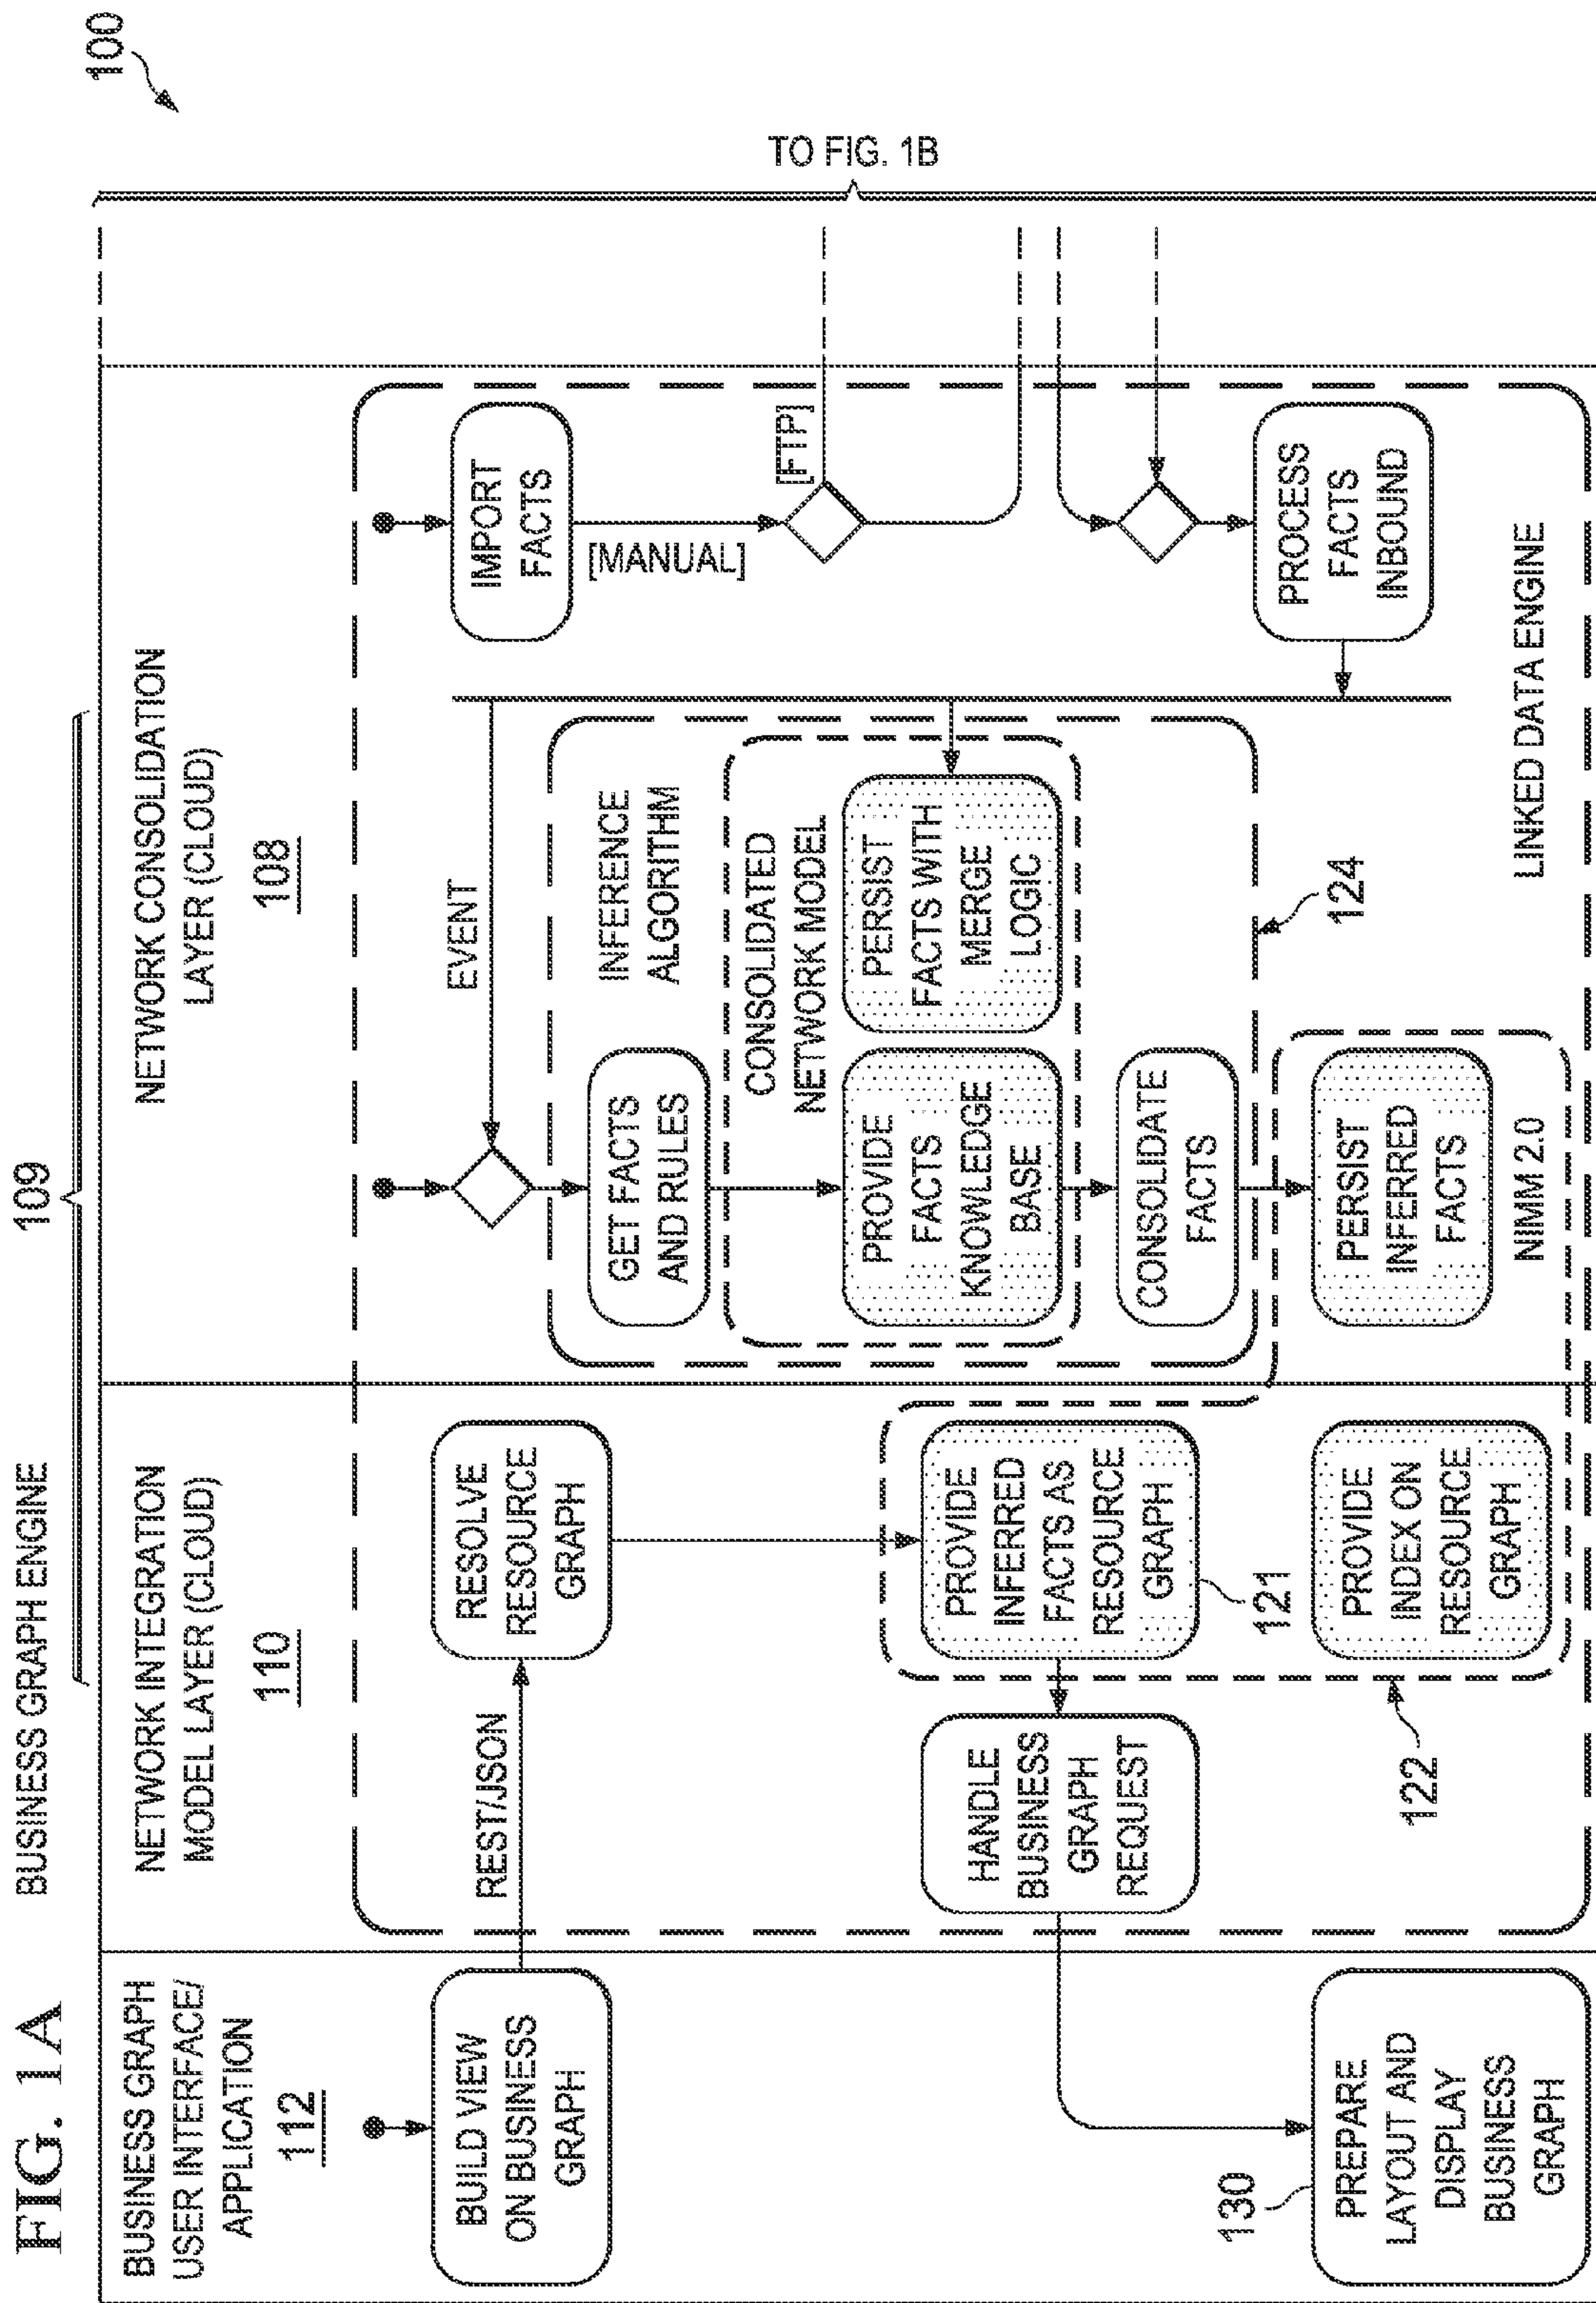 FIG. 1A
BUSINESS GRAPH ENGINE
109
100
BUSINESS GRAPH
USER INTERFACE/
APPLICATION
112
BUILD VIEW
ON BUSINESS
GRAPH
130
PREPARE
LAYOUT AND
DISPLAY
BUSINESS
GRAPH
NETWORK INTEGRATION
MODEL LAYER (CLOUD)
110
REST/JSON
RESOLVE
RESOURCE
GRAPH
HANDLE
BUSINESS
GRAPH
REQUEST
PROVIDE
INFERRED
FACTS AS
RESOURCE
GRAPH
121
122
PROVIDE
INDEX ON
RESOURCE
GRAPH
NETWORK CONSOLIDATION
LAYER (CLOUD)
108
EVENT
GET FACTS
AND RULES
INFERENCE
ALGORITHM
CONSOLIDATED
NETWORK MODEL
PROVIDE
FACTS
KNOWLEDGE
BASE
PERSIST
FACTS WITH
MERGE
LOGIC
CONSOLIDATE
FACTS
124
PERSIST
INFERRED
FACTS
NIMM 2.0
IMPORT
FACTS
[MANUAL]
[FTP]
PROCESS
FACTS
INBOUND
LINKED DATA ENGINE
TO FIG. 1B